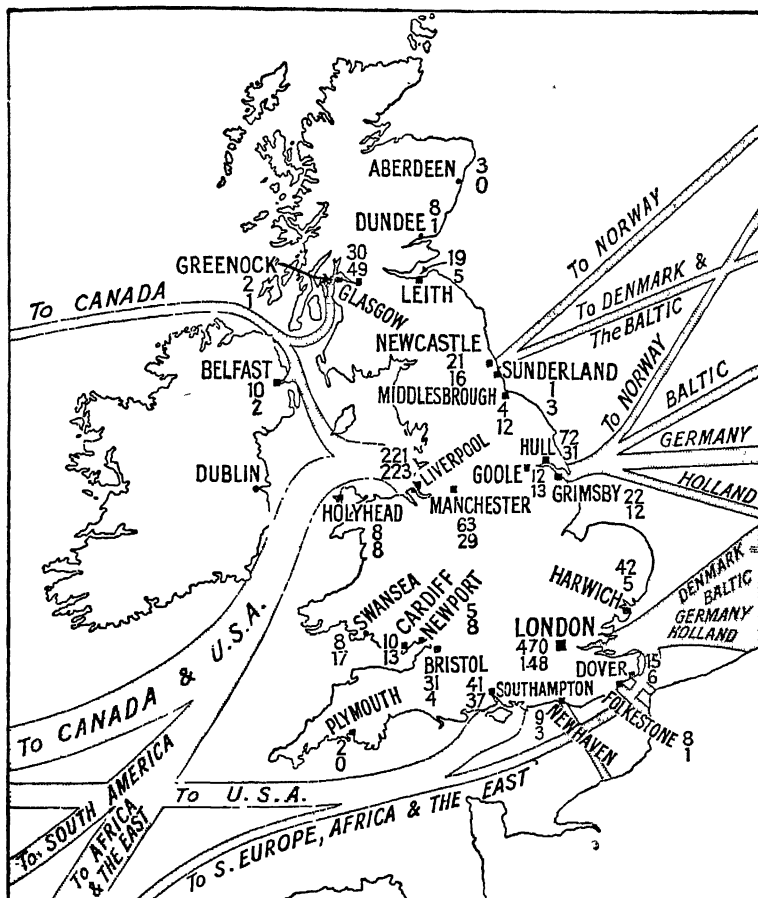 ABERDEEN 3
0
8
DUNDEE 1
TO NORWAY
30
49
19
5
GREENOCK
2
1
GLASGOW
LEITH
TO DENMARK &
The BALTIC
TO CANADA
NEWCASTLE
21
16
SUNDERLAND
1
3
TO NORWAY
BELFAST
10
2
MIDDLESBROUGH
4
12
BALTIC
221
223
LIVERPOOL
HULL
72
31
GERMANY
GOOLE
12
13
DUBLIN
HOLYHEAD
8
8
MANCHESTER
63
29
GRIMSBY 22
12
HOLLAND
42
5
HARWICH
DENMARK
BALTIC
GERMANY
HOLLAND
SWANSEA
8
17
CARDIFF
10
13
NEWPORT
5
8
LONDON
470
148
BRISTOL
31
4
DOVER
15
6
41
37
SOUTHAMPTON
FOLKESTONE 8
1
PLYMOUTH
2
0
9
3
NEWHAVEN
TO CANADA & U.S.A.
TO U.S.A.
TO SOUTH AMERICA
TO AFRICA
& THE EAST
TO S. EUROPE, AFRICA & THE EAST